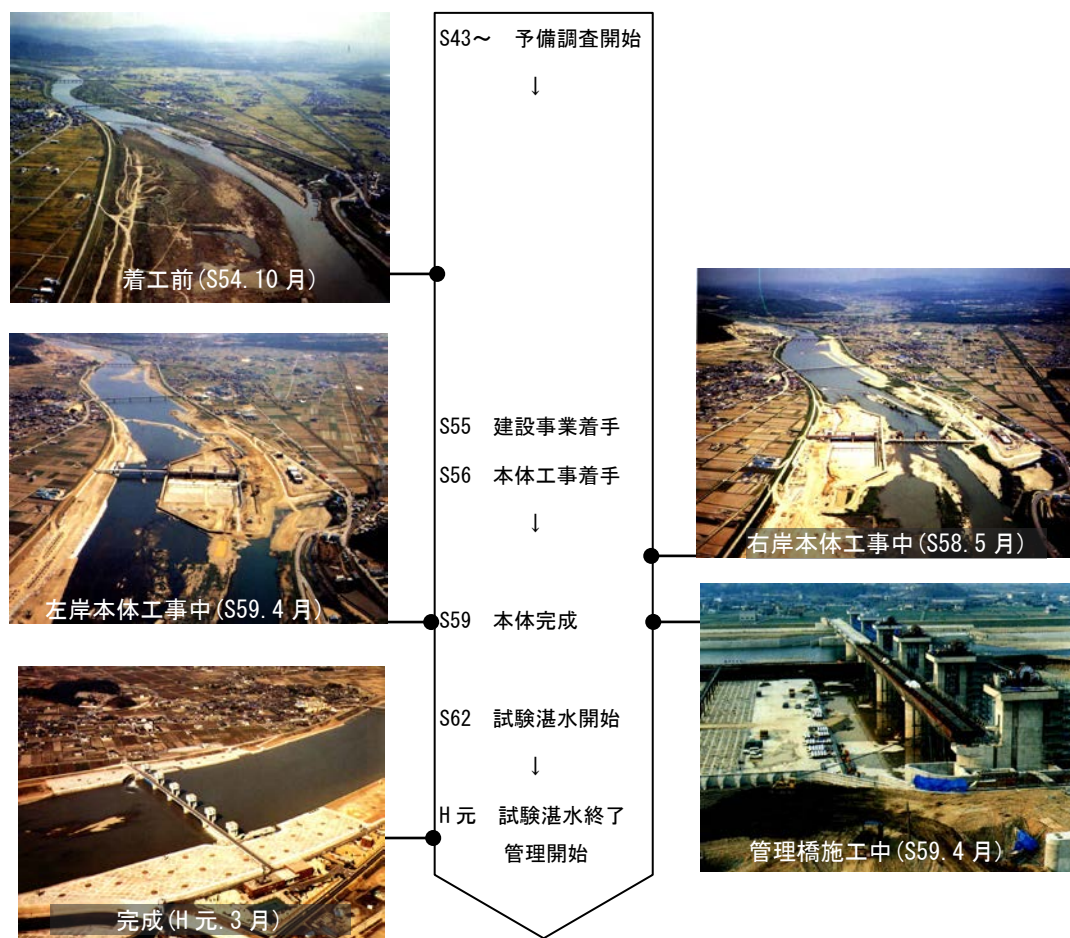 S43～ 予備調査開始
↓
着工前(S54.10月)
S55 建設事業着手
S56 本体工事着手
↓
右岸本体工事中(S58.5月)
左岸本体工事中(S59.4月)
S59 本体完成
S62 試験湛水開始
↓
H元 試験湛水終了
管理開始
管理橋施工中(S59.4月)
完成(H元.3月)